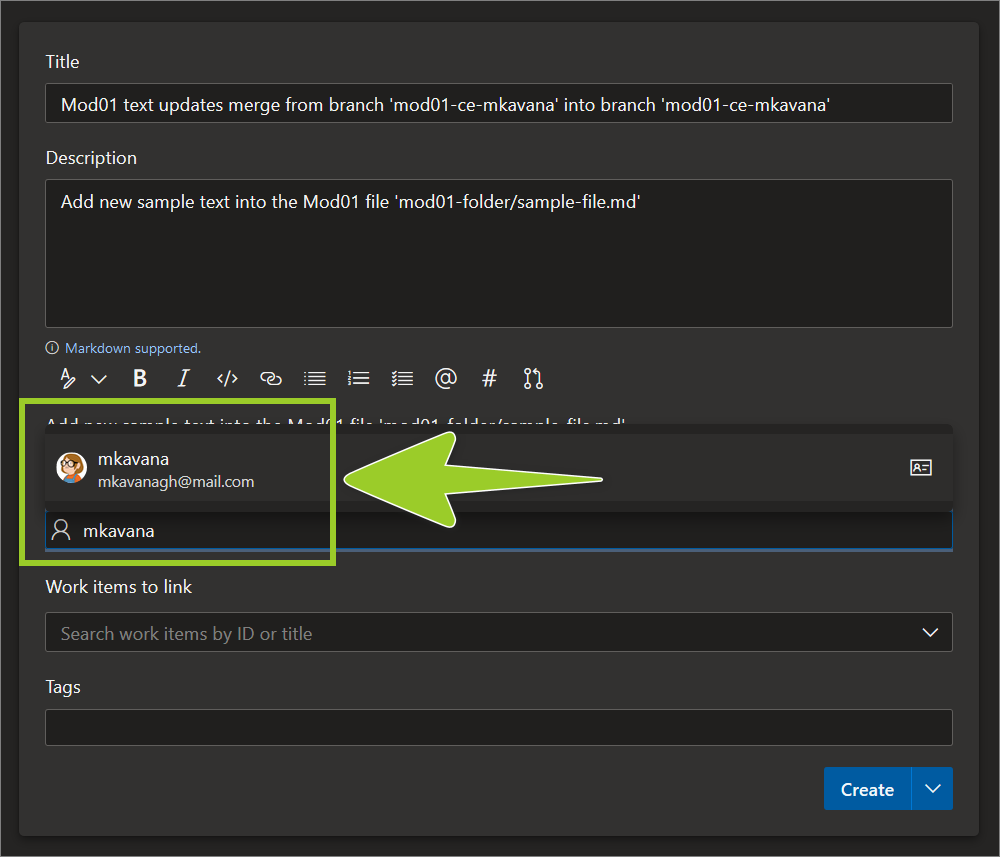 Title
Mod01 text updates merge from branch 'mod01-ce-mkavana' into branch 'mod01-ce-mkavana'
Description
Add new sample text into the Mod01 file 'mod01-folder/sample-file.md'
Markdown supported.
Add new sample text into the Mod01 file 'mod01-folder/sample-file.md'
mkavana
mkavanagh@mail.com
mkavana
Work items to link
Search work items by ID or title
Tags
Create